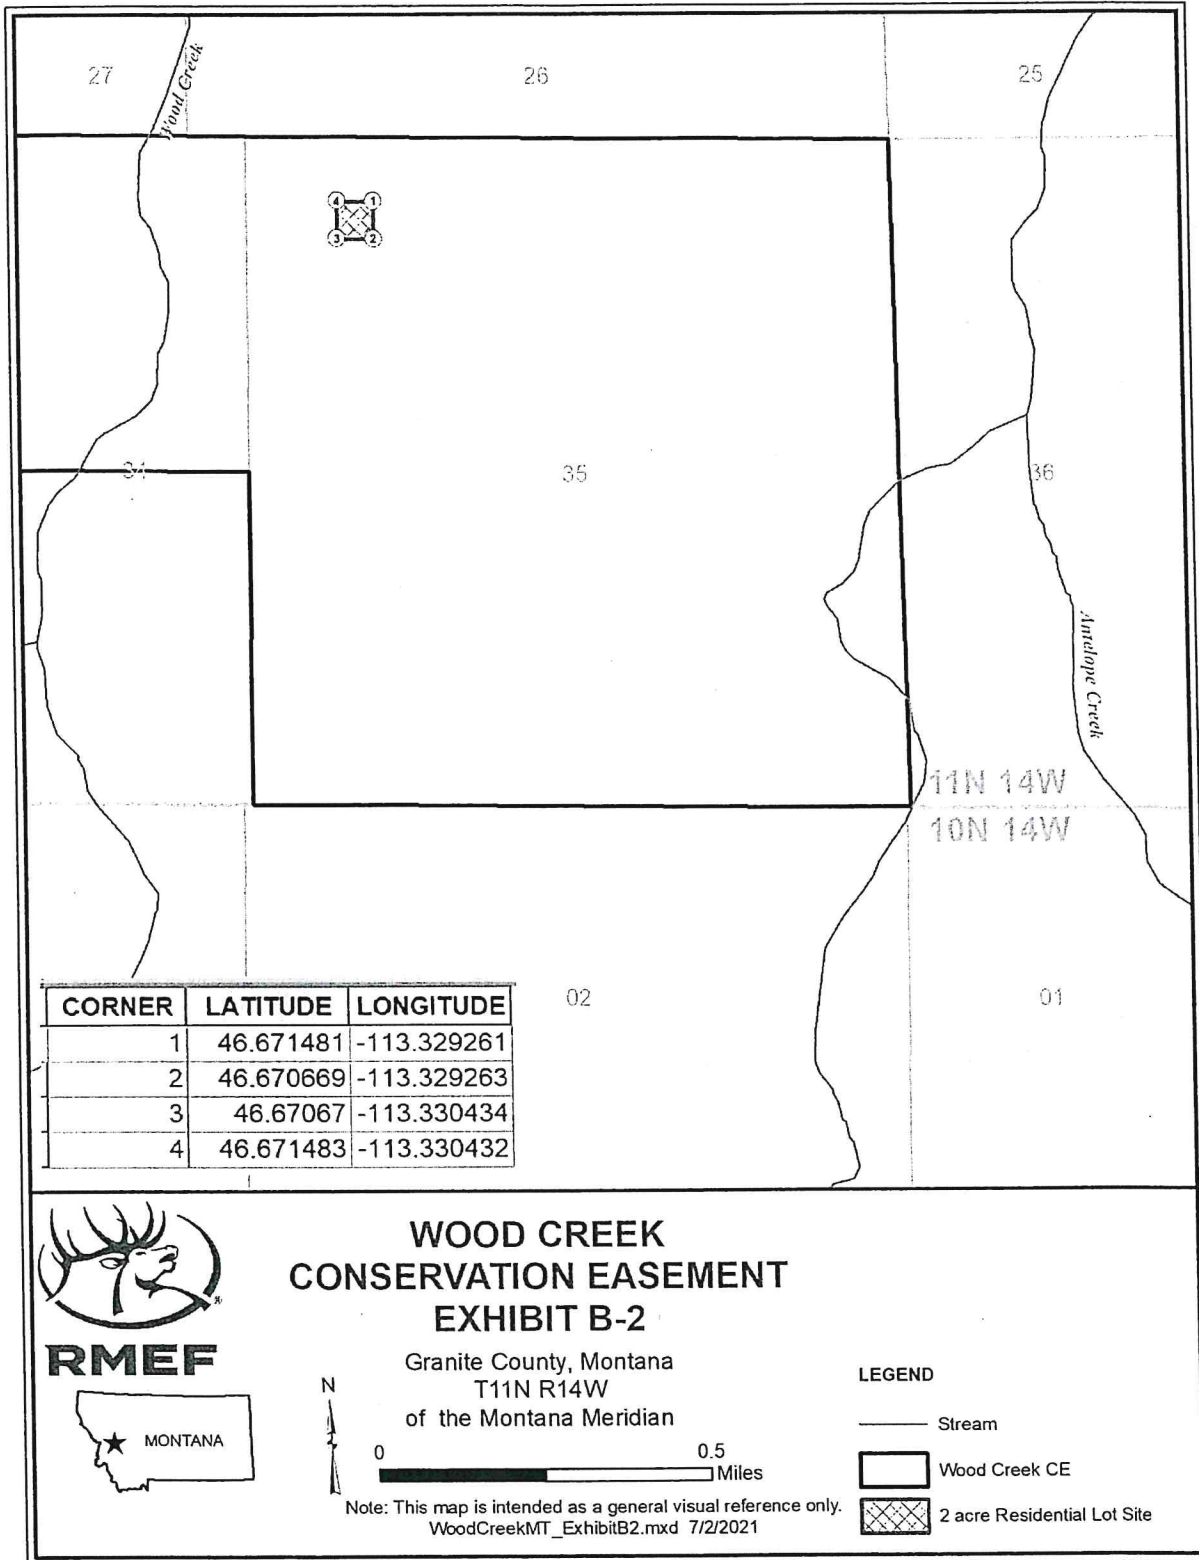 27
26
25
Wood Creek
4 1
3 2
34
35
36
Antelope Creek
11N 14W
10N 14W
02
01
CORNER LATITUDE LONGITUDE
1 46.671481 -113.329261
2 46.670669 -113.329263
3 46.67067 -113.330434
4 46.671483 -113.330432
WOOD CREEK
CONSERVATION EASEMENT
EXHIBIT B-2
®
RMEF
Granite County, Montana
T11N R14W
of the Montana Meridian
MONTANA
N
0 0.5
Miles
Note: This map is intended as a general visual reference only.
WoodCreekMT_ExhibitB2.mxd 7/2/2021
LEGEND
Stream
Wood Creek CE
2 acre Residential Lot Site